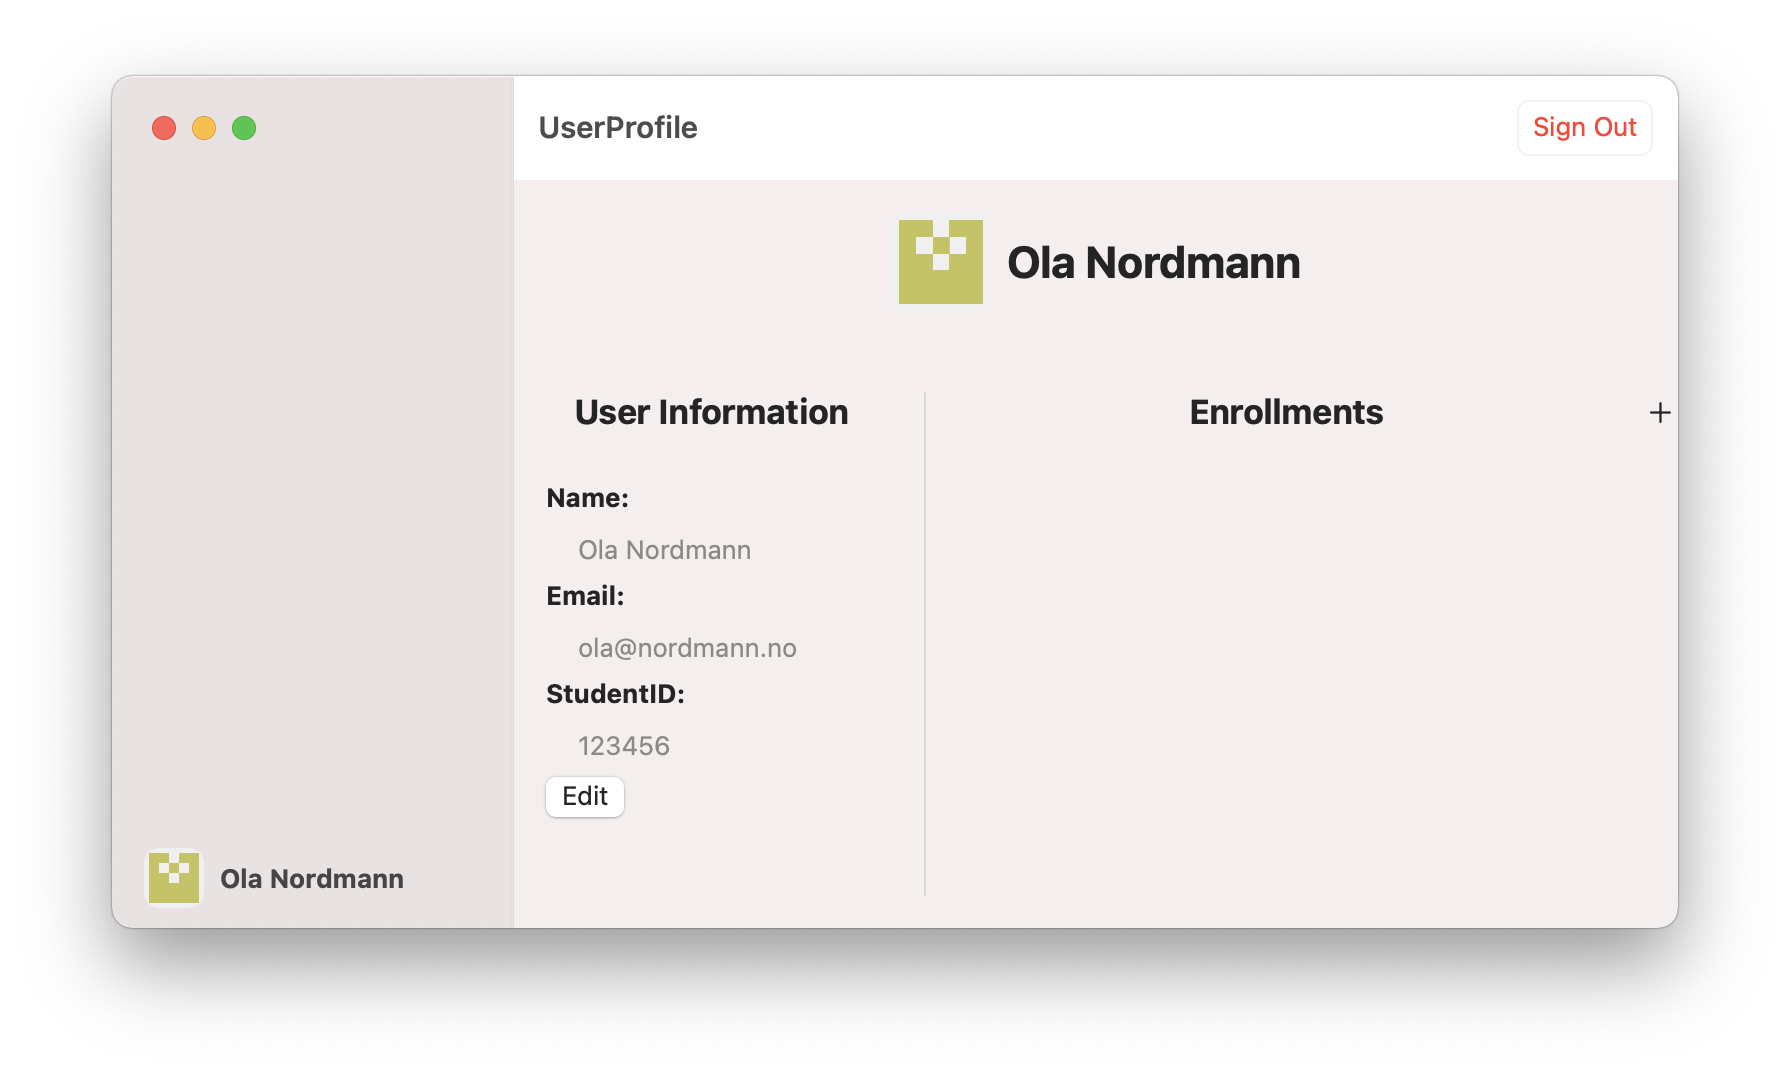 UserProfile
Sign Out
Ola Nordmann
User Information
Enrollments
+
Name:
Ola Nordmann
Email:
ola@nordmann.no
StudentID:
123456
Edit
Ola Nordmann